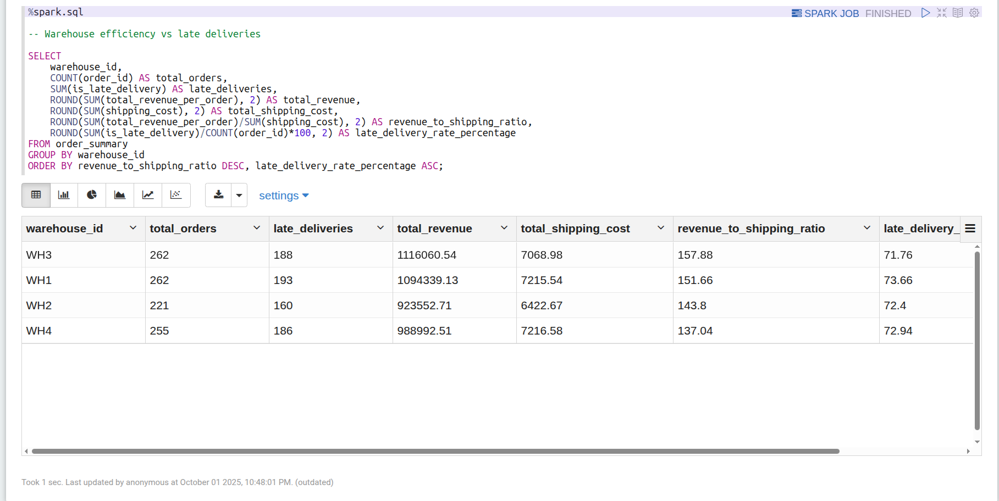 %spark.sql
SPARK JOB FINISHED
-- Warehouse efficiency vs late deliveries
SELECT
    warehouse_id,
    COUNT(order_id) AS total_orders,
    SUM(is_late_delivery) AS late_deliveries,
    ROUND(SUM(total_revenue_per_order), 2) AS total_revenue,
    ROUND(SUM(shipping_cost), 2) AS total_shipping_cost,
    ROUND(SUM(total_revenue_per_order)/SUM(shipping_cost), 2) AS revenue_to_shipping_ratio,
    ROUND(SUM(is_late_delivery)/COUNT(order_id)*100, 2) AS late_delivery_rate_percentage
FROM order_summary
GROUP BY warehouse_id
ORDER BY revenue_to_shipping_ratio DESC, late_delivery_rate_percentage ASC;
settings
warehouse_id total_orders late_deliveries total_revenue total_shipping_cost revenue_to_shipping_ratio late_delivery_
WH3 262 188 1116060.54 7068.98 157.88 71.76
WH1 262 193 1094339.13 7215.54 151.66 73.66
WH2 221 160 923552.71 6422.67 143.8 72.4
WH4 255 186 988992.51 7216.58 137.04 72.94
Took 1 sec. Last updated by anonymous at October 01 2025, 10:48:01 PM. (outdated)